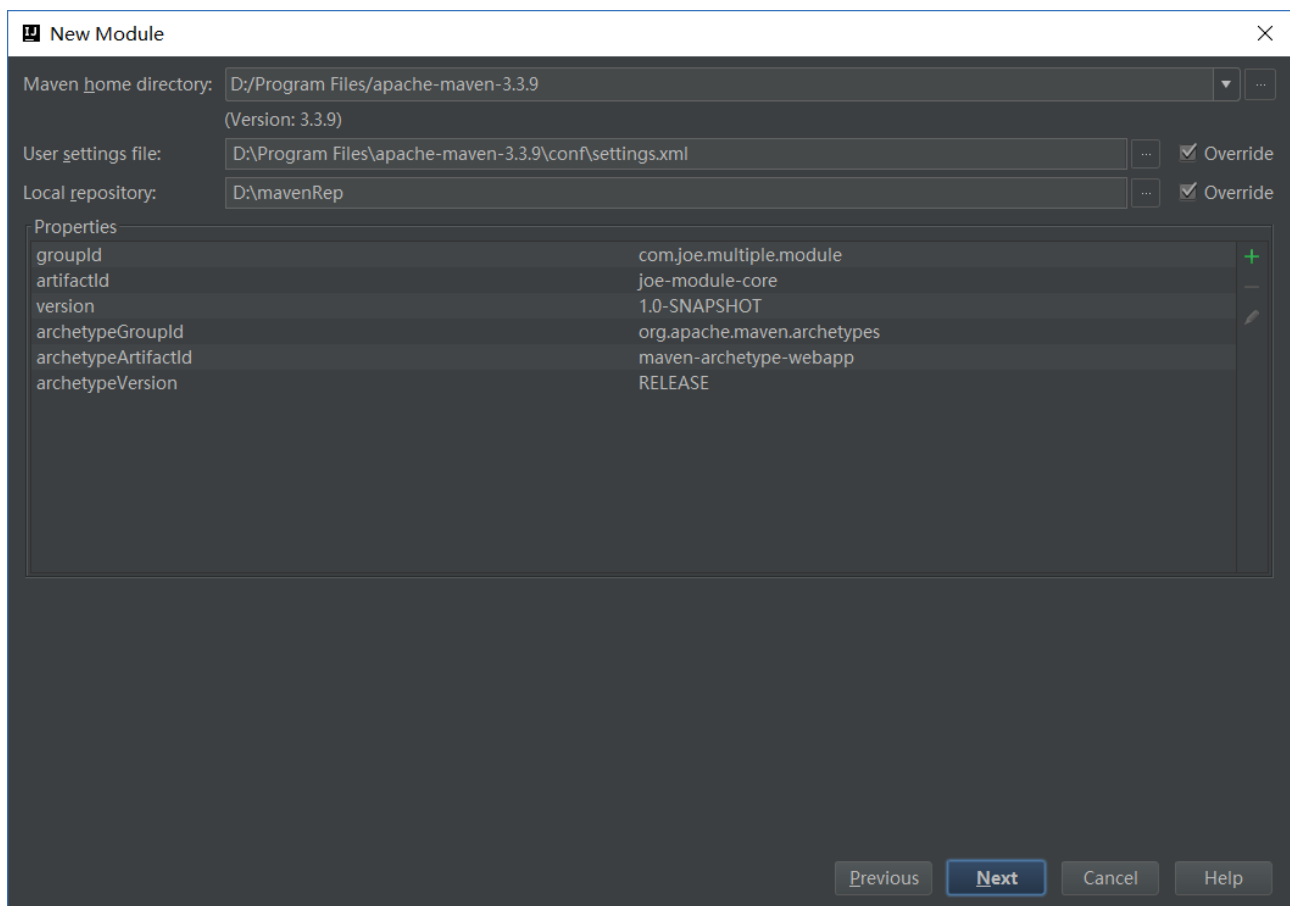 New Module
Maven home directory: D:/Program Files/apache-maven-3.3.9 ...
(Version: 3.3.9)
User settings file: D:\Program Files\apache-maven-3.3.9\conf\settings.xml ... Override
Local repository: D:\mavenRep ... Override
Properties
groupId com.joe.multiple.module
artifactId joe-module-core
version 1.0-SNAPSHOT
archetypeGroupId org.apache.maven.archetypes
archetypeArtifactId maven-archetype-webapp
archetypeVersion RELEASE
Previous Next Cancel Help